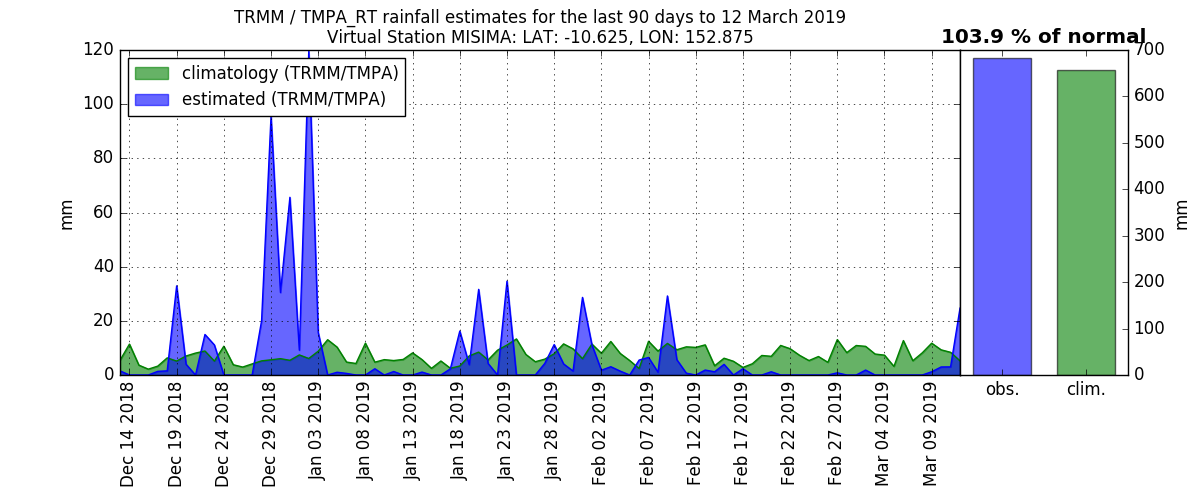 TRMM / TMPA_RT rainfall estimates for the last 90 days to 12 March 2019
Virtual Station MISIMA: LAT: -10.625, LON: 152.875
103.9 % of normal
climatology (TRMM/TMPA)
estimated (TRMM/TMPA)
120
100
80
60
40
20
0
mm
700
600
500
400
300
200
100
0
mm
Dec 14 2018
Dec 19 2018
Dec 24 2018
Dec 29 2018
Jan 03 2019
Jan 08 2019
Jan 13 2019
Jan 18 2019
Jan 23 2019
Jan 28 2019
Feb 02 2019
Feb 07 2019
Feb 12 2019
Feb 17 2019
Feb 22 2019
Feb 27 2019
Mar 04 2019
Mar 09 2019
obs.
clim.